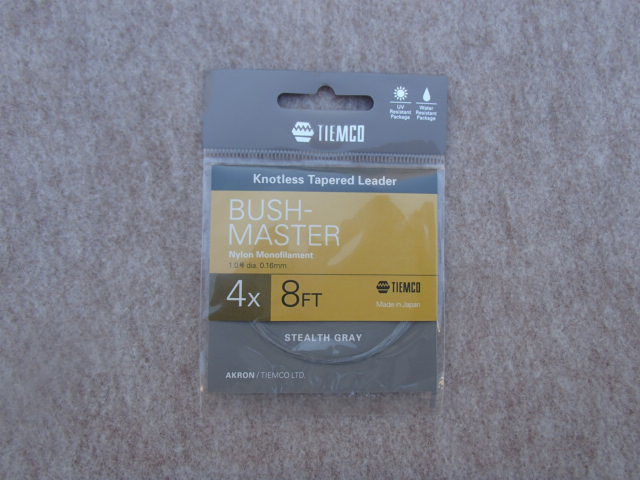 UV
Resistant
Package
Water
Resistant
Package
TIEMCO
Knotless Tapered Leader
BUSH-
MASTER
Nylon Monofilament
1.0号 dia. 0.16mm
4X 8FT
TIEMCO
Made in Japan
STEALTH GRAY
AKRON / TIEMCO LTD.